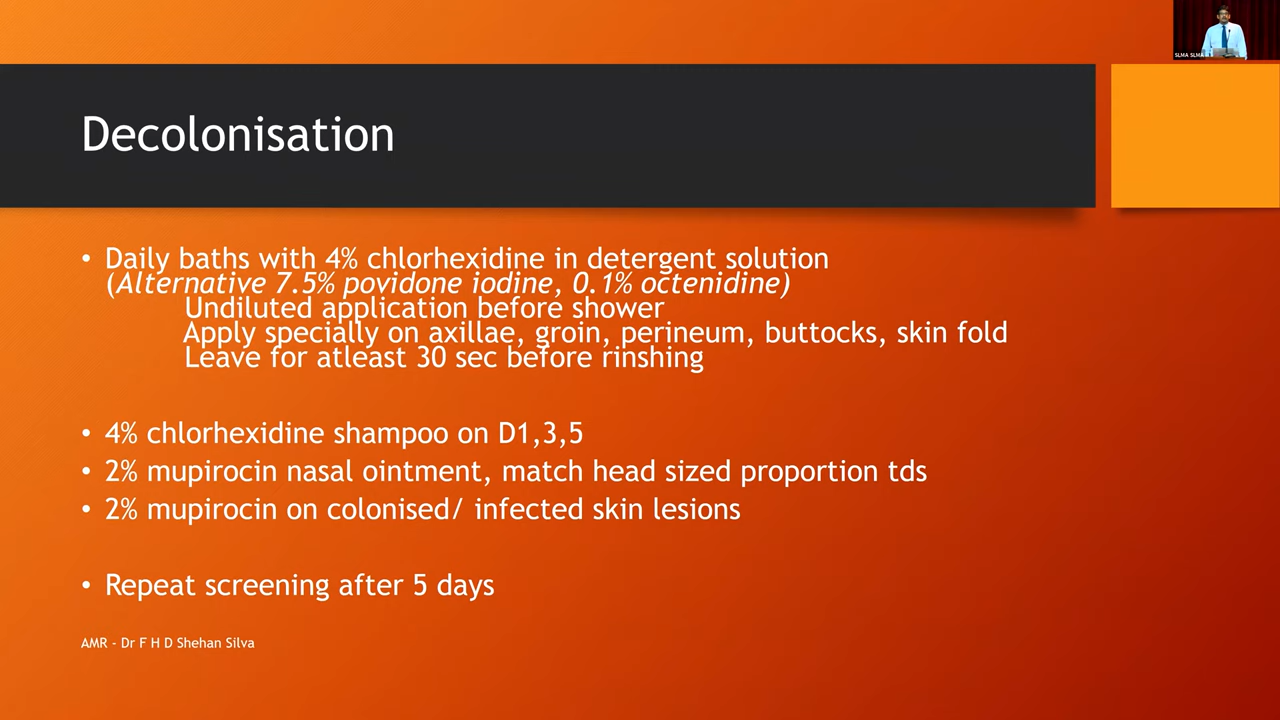 SLMA SLMA
Decolonisation
• Daily baths with 4% chlorhexidine in detergent solution
(Alternative 7.5% povidone iodine, 0.1% octenidine)
Undiluted application before shower
Apply specially on axillae, groin, perineum, buttocks, skin fold
Leave for atleast 30 sec before rinshing
• 4% chlorhexidine shampoo on D1,3,5
• 2% mupirocin nasal ointment, match head sized proportion tds
• 2% mupirocin on colonised/ infected skin lesions
• Repeat screening after 5 days
AMR - Dr F H D Shehan Silva